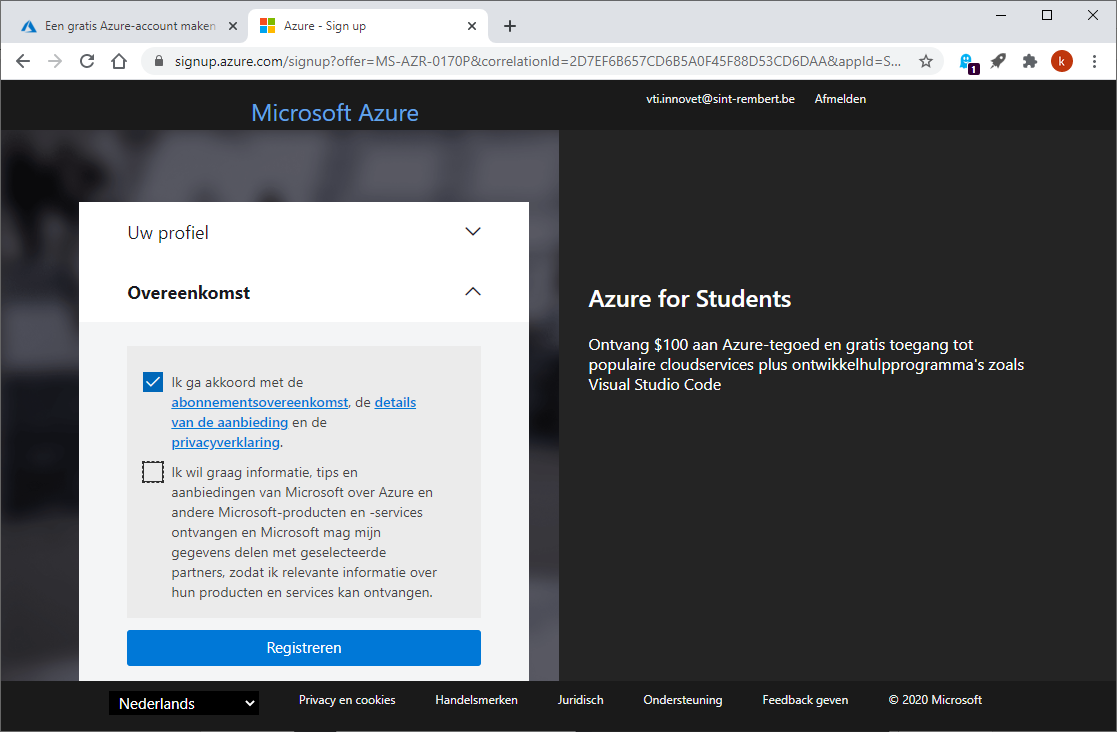 Een gratis Azure-account maken
Azure - Sign up
signup.azure.com/signup?offer=MS-AZR-0170P&correlationId=2D7EF6B657CD6B5A0F45F88D53CD6DAA&appId=S...
1
k
Microsoft Azure
vti.innovet@sint-rembert.be
Afmelden
Uw profiel
Overeenkomst
Ik ga akkoord met de
abonnementsovereenkomst, de details
van de aanbieding en de
privacyverklaring.
Ik wil graag informatie, tips en
aanbiedingen van Microsoft over Azure en
andere Microsoft-producten en -services
ontvangen en Microsoft mag mijn
gegevens delen met geselecteerde
partners, zodat ik relevante informatie over
hun producten en services kan ontvangen.
Registreren
Azure for Students
Ontvang $100 aan Azure-tegoed en gratis toegang tot
populaire cloudservices plus ontwikkelhulpprogramma's zoals
Visual Studio Code
Nederlands
Privacy en cookies
Handelsmerken
Juridisch
Ondersteuning
Feedback geven
© 2020 Microsoft